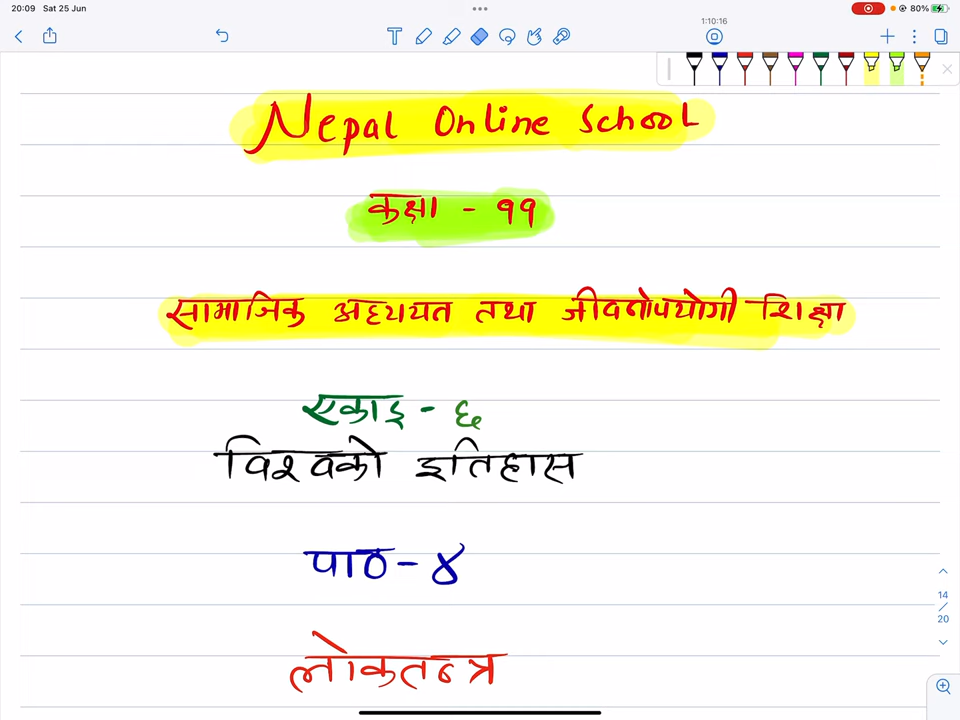 20:09 Sat 25 Jun
80%
1:10:16
Nepal Online School
कक्षा - ११
सामाजिक अध्ययन तथा जीवनोपयोगी शिक्षा
एकाइ - ६
विश्वको इतिहास
पाठ - ४
लोकतन्त्र
14
/
20